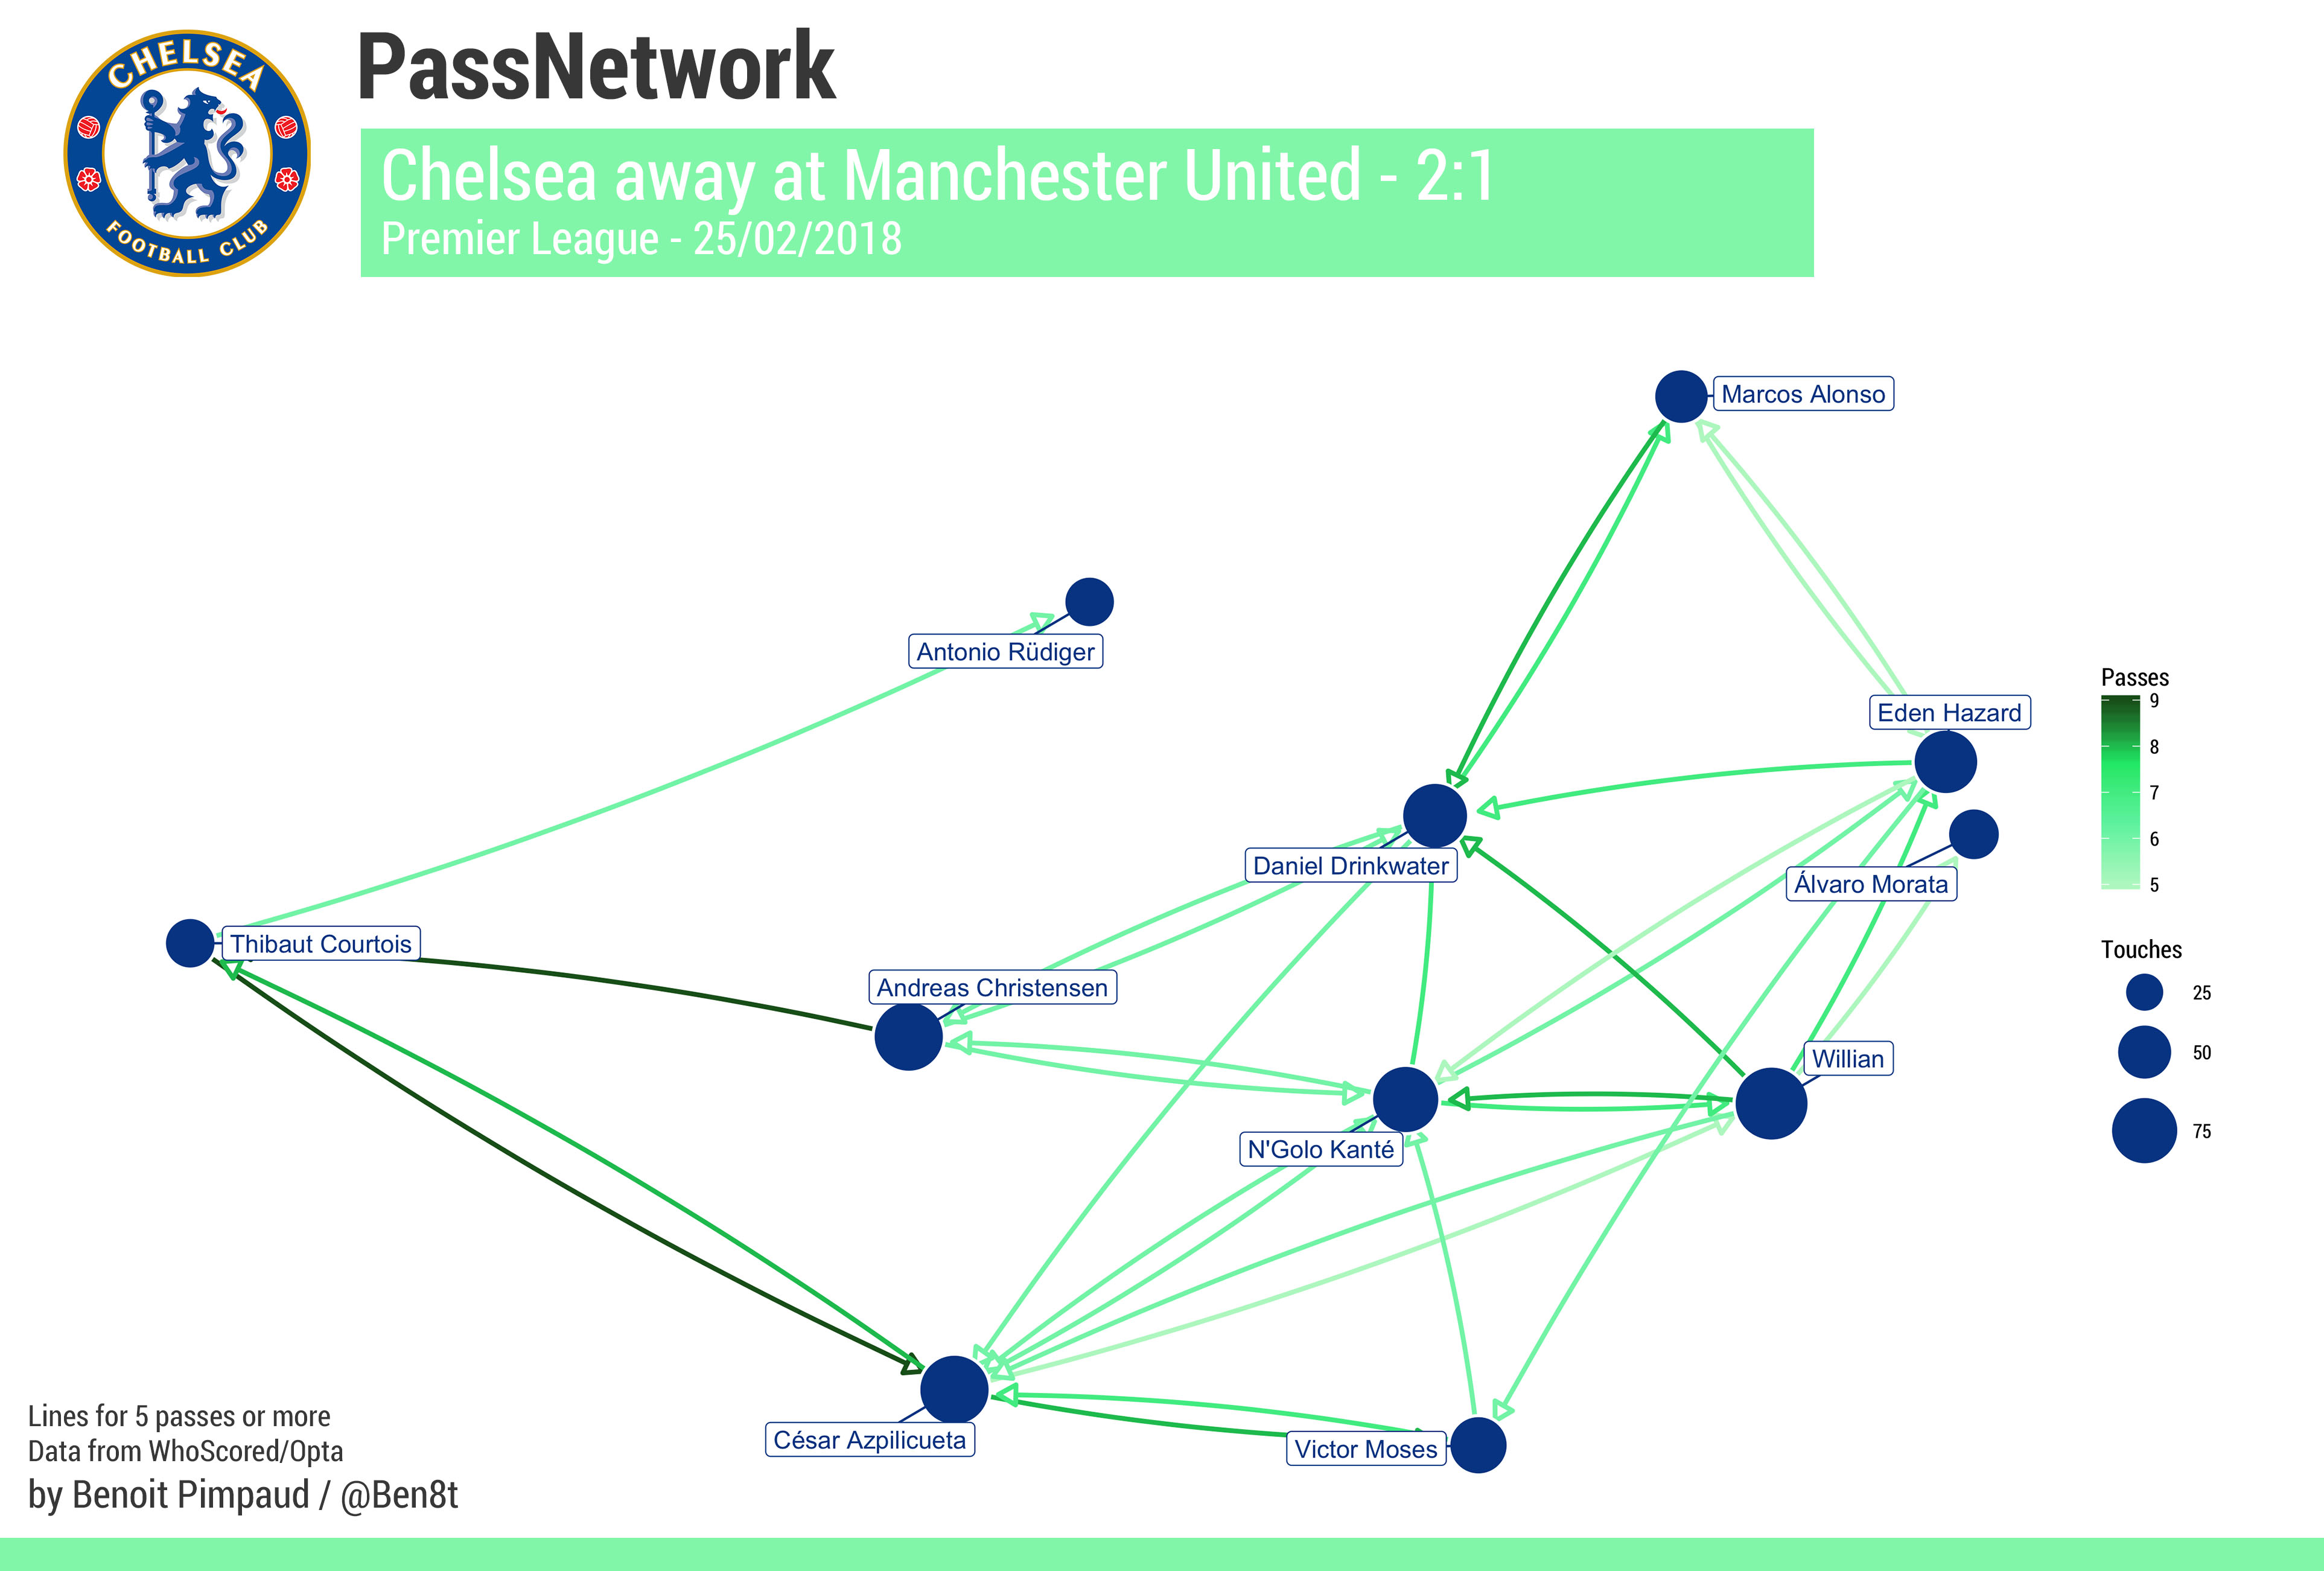 CHELSEA
FOOTBALL CLUB
PassNetwork
Chelsea away at Manchester United - 2:1
Premier League - 25/02/2018
Marcos Alonso
Antonio Rüdiger
Eden Hazard
Daniel Drinkwater
Álvaro Morata
Thibaut Courtois
Andreas Christensen
Willian
N'Golo Kanté
César Azpilicueta
Victor Moses
Passes
9
8
7
6
5
Touches
25
50
75
Lines for 5 passes or more
Data from WhoScored/Opta
by Benoit Pimpaud / @Ben8t